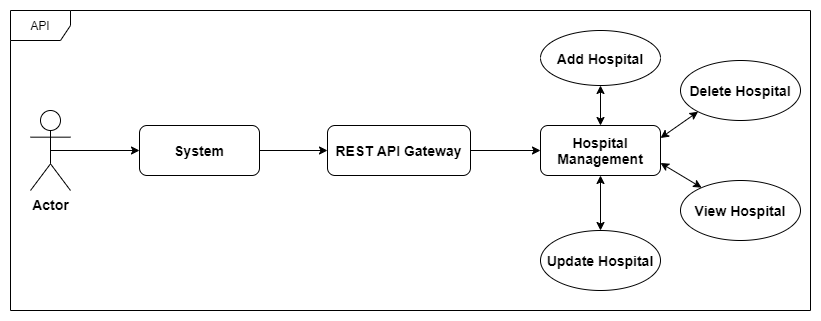 API
Add Hospital
Delete Hospital
Actor
System
REST API Gateway
Hospital
Management
View Hospital
Update Hospital